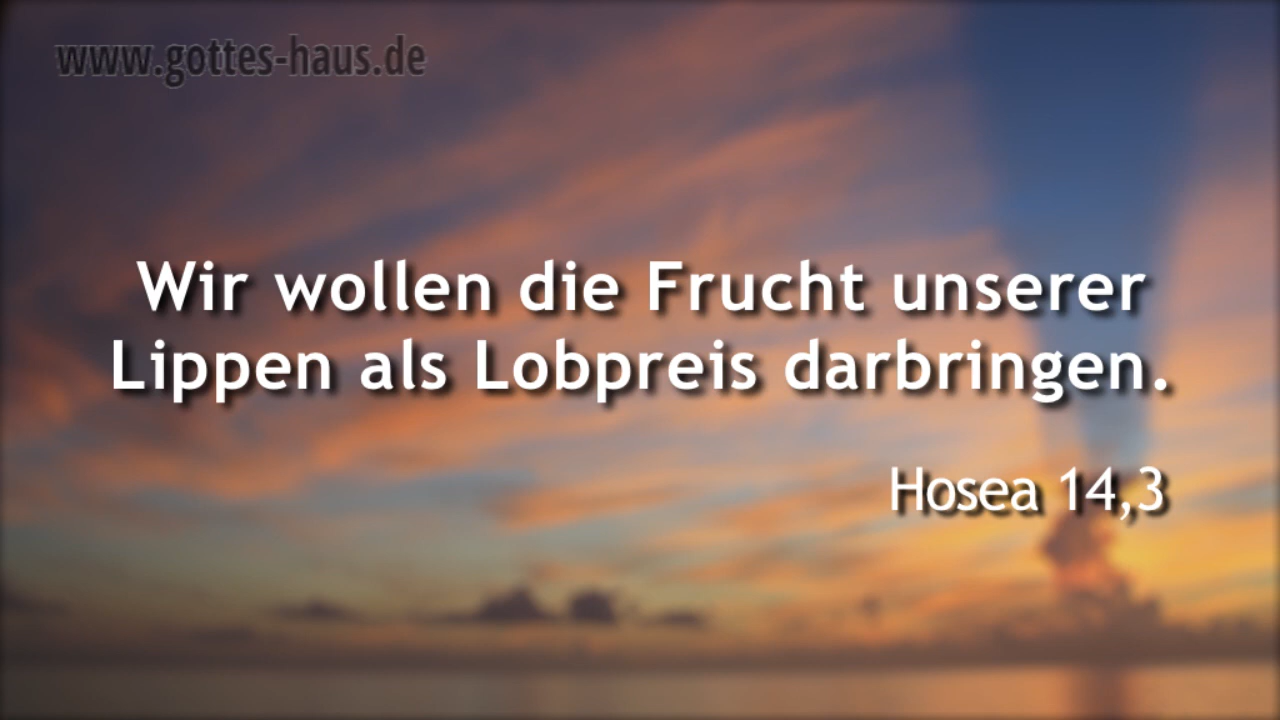 www.gottes-haus.de
Wir wollen die Frucht unserer
Lippen als Lobpreis darbringen.
Hosea 14,3